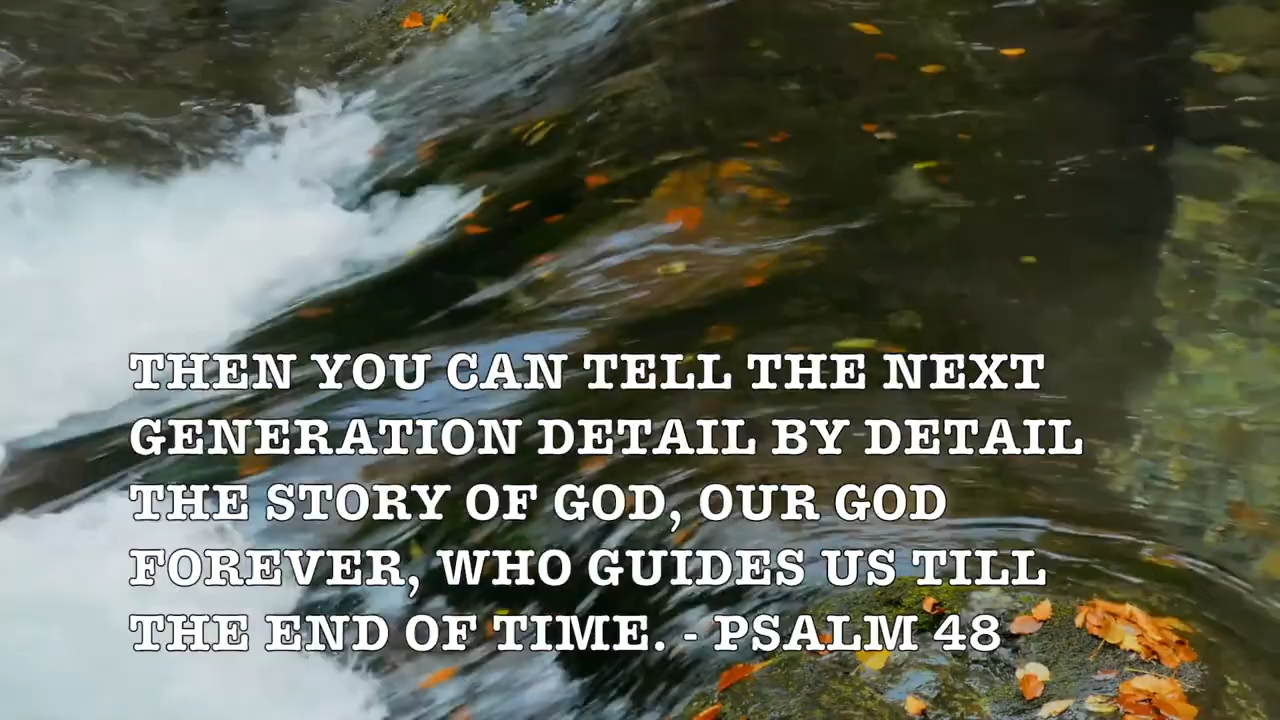 THEN YOU CAN TELL THE NEXT
GENERATION DETAIL BY DETAIL
THE STORY OF GOD, OUR GOD
FOREVER, WHO GUIDES US TILL
THE END OF TIME. - PSALM 48